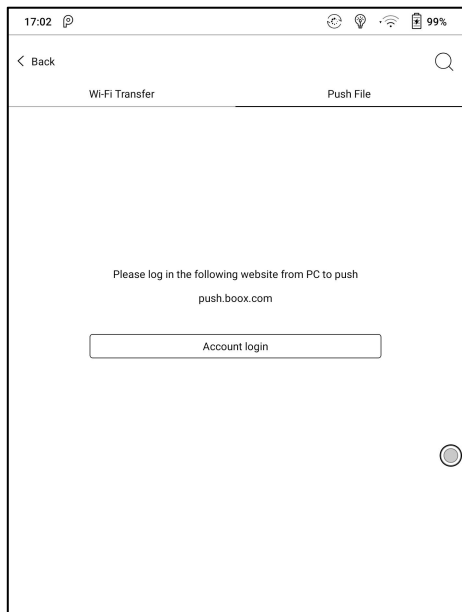 17:02
99%
Back
Wi-Fi Transfer
Push File
Please log in the following website from PC to push
push.boox.com
Account login